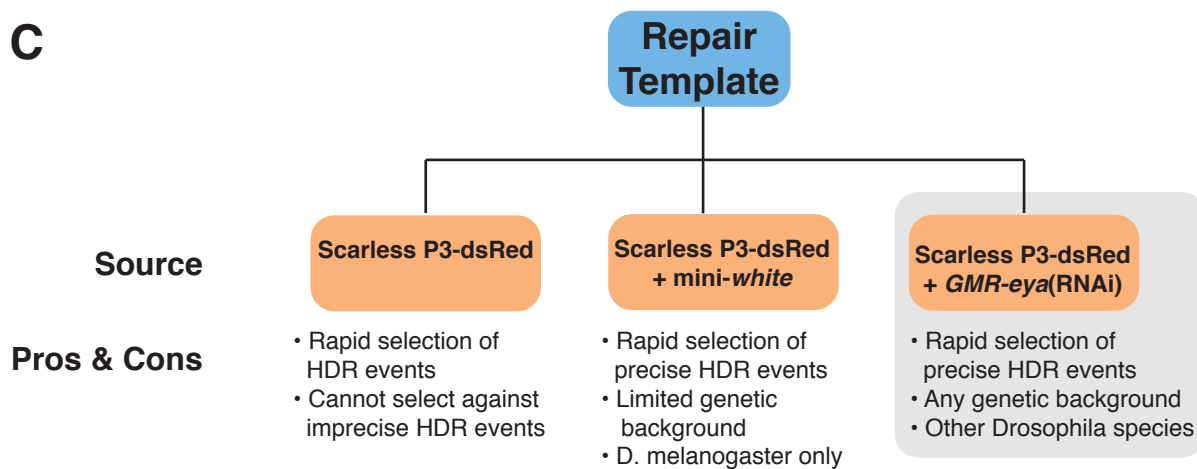 C
Repair
Template
Source
Scarless P3-dsRed
Scarless P3-dsRed
+ mini-white
Scarless P3-dsRed
+ GMR-eya(RNAi)
Pros & Cons
• Rapid selection of
HDR events
• Cannot select against
imprecise HDR events
• Rapid selection of
precise HDR events
• Limited genetic
background
• D. melanogaster only
• Rapid selection of
precise HDR events
• Any genetic background
• Other Drosophila species